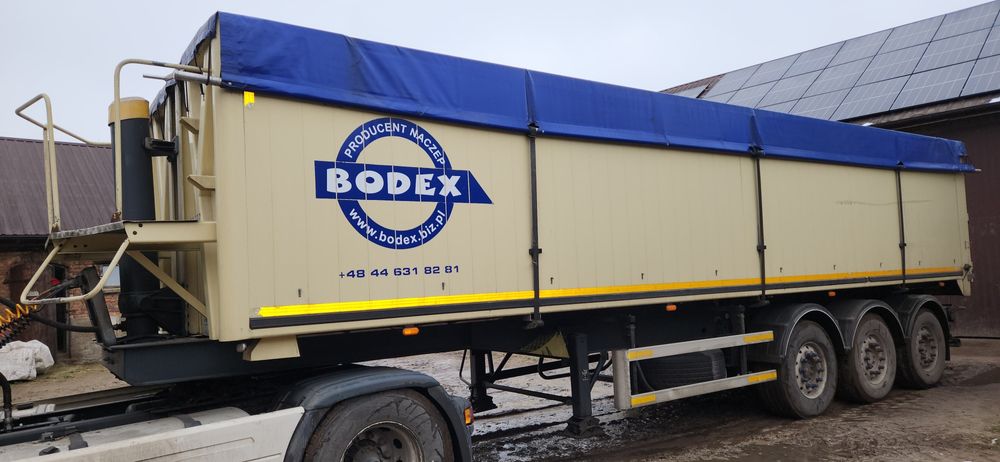 PRODUCENT NACZEP
BODEX
www.bodex.biz.pl
+48 44 631 82 81